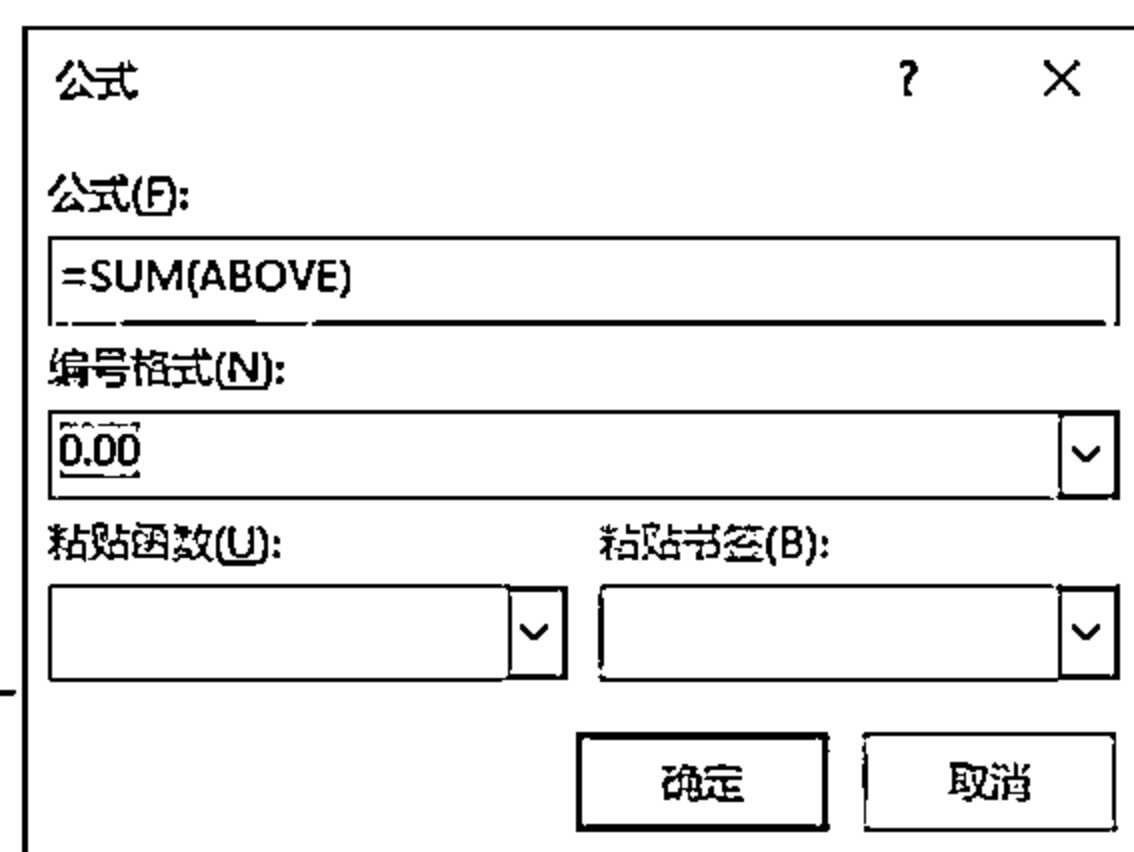 公式 ? ×
公式(F):
=SUM(ABOVE)
编号格式(N):
0.00
粘贴函数(U): 粘贴书签(B):
确定 取消